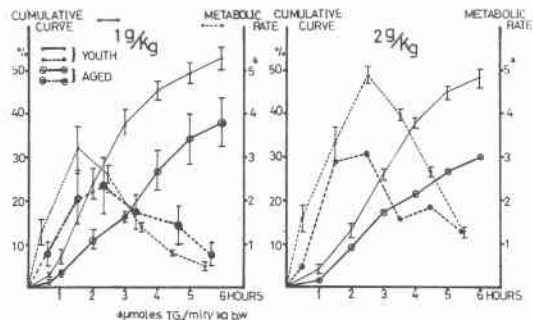 CUMULATIVE CURVE
1g/Kg
METABOLIC RATE
CUMULATIVE CURVE
2g/Kg
METABOLIC RATE
YOUTH
AGED
%
50
40
30
20
10
5
4
3
2
1
50
40
30
20
10
5
4
3
2
1
1 2 3 4 5 6 HOURS
1 2 3 4 5 6 HOURS
TG/min/ kg bw